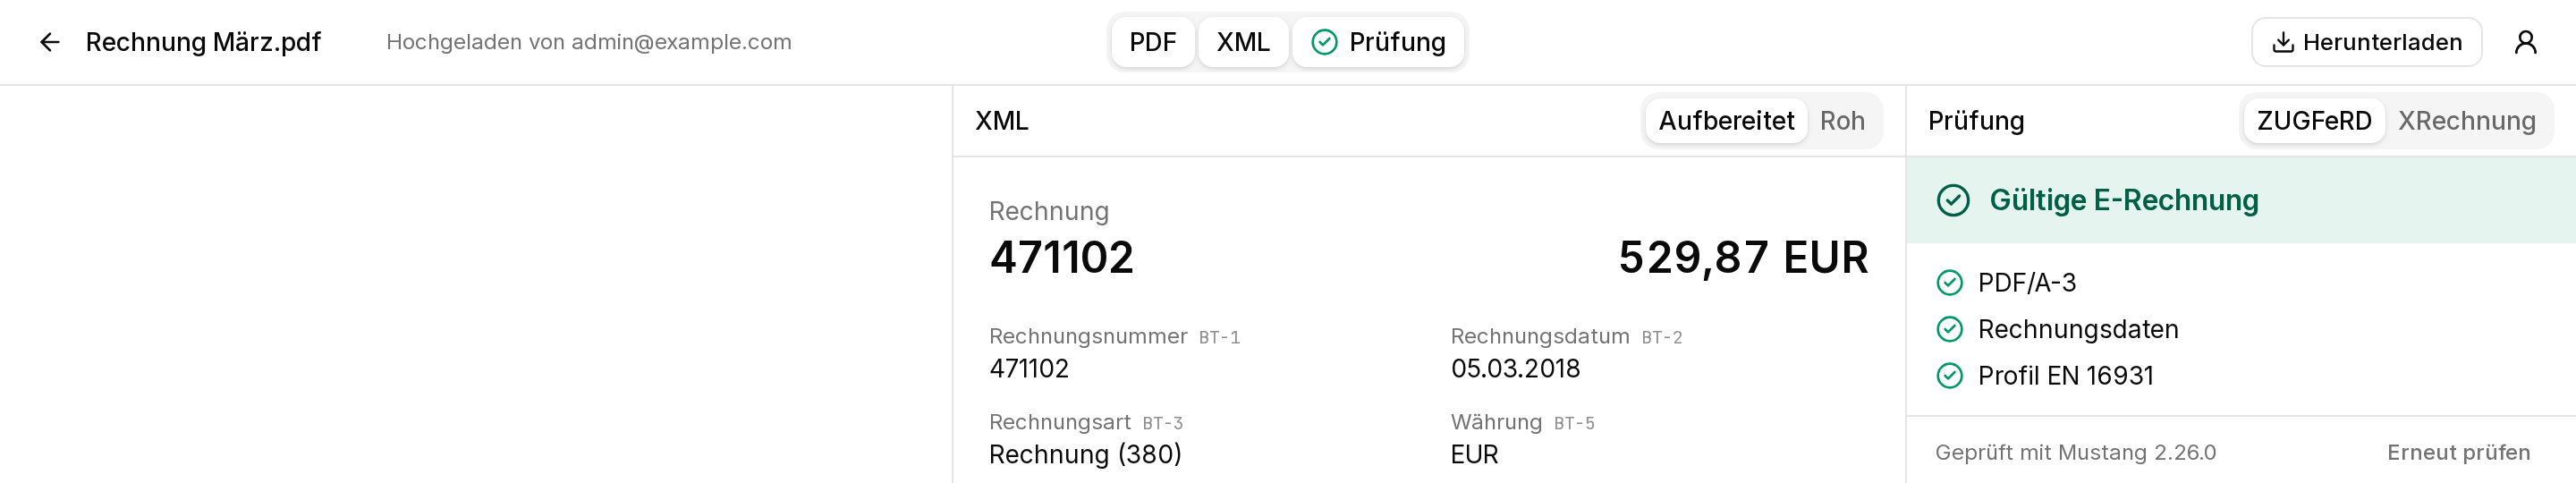 Rechnung März.pdf
Hochgeladen von admin@example.com
PDF
XML
Prüfung
Herunterladen
XML
Aufbereitet
Roh
Rechnung
471102
529,87 EUR
Rechnungsnummer BT-1
471102
Rechnungsdatum BT-2
05.03.2018
Rechnungsart BT-3
Rechnung (380)
Währung BT-5
EUR
Prüfung
ZUGFeRD
XRechnung
Gültige E-Rechnung
PDF/A-3
Rechnungsdaten
Profil EN 16931
Geprüft mit Mustang 2.26.0
Erneut prüfen